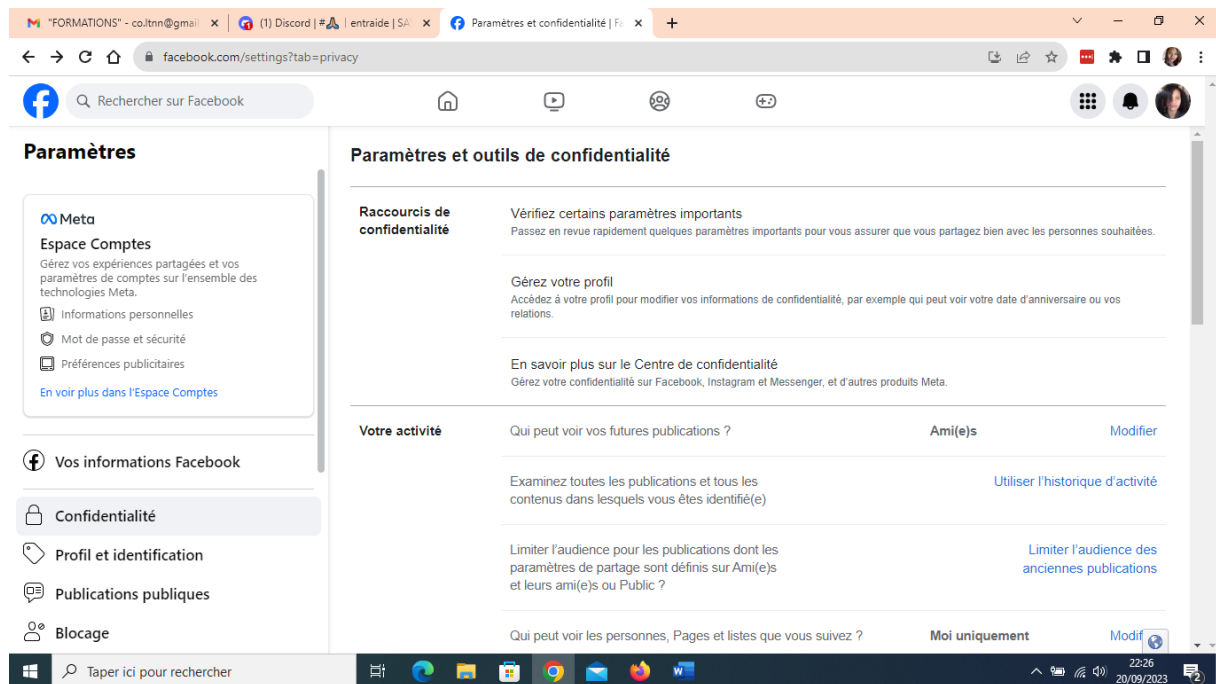 "FORMATIONS" - co.ltnn@gmail
(1) Discord | # | entraide | SA
Paramètres et confidentialité | Fa
facebook.com/settings?tab=privacy
Rechercher sur Facebook
Paramètres
Meta
Espace Comptes
Gérez vos expériences partagées et vos
paramètres de comptes sur l'ensemble des
technologies Meta.
Informations personnelles
Mot de passe et sécurité
Préférences publicitaires
En voir plus dans l'Espace Comptes
Vos informations Facebook
Confidentialité
Profil et identification
Publications publiques
Blocage
Paramètres et outils de confidentialité
Raccourcis de
confidentialité
Vérifiez certains paramètres importants
Passez en revue rapidement quelques paramètres importants pour vous assurer que vous partagez bien avec les personnes souhaitées.
Gérez votre profil
Accédez à votre profil pour modifier vos informations de confidentialité, par exemple qui peut voir votre date d'anniversaire ou vos
relations.
En savoir plus sur le Centre de confidentialité
Gérez votre confidentialité sur Facebook, Instagram et Messenger, et d'autres produits Meta.
Votre activité
Qui peut voir vos futures publications ?
Ami(e)s
Modifier
Examinez toutes les publications et tous les
contenus dans lesquels vous êtes identifié(e)
Utiliser l'historique d'activité
Limiter l'audience pour les publications dont les
paramètres de partage sont définis sur Ami(e)s
et leurs ami(e)s ou Public ?
Limiter l'audience des
anciennes publications
Qui peut voir les personnes, Pages et listes que vous suivez ?
Moi uniquement
Modif
Taper ici pour rechercher
22:26
20/09/2023
2